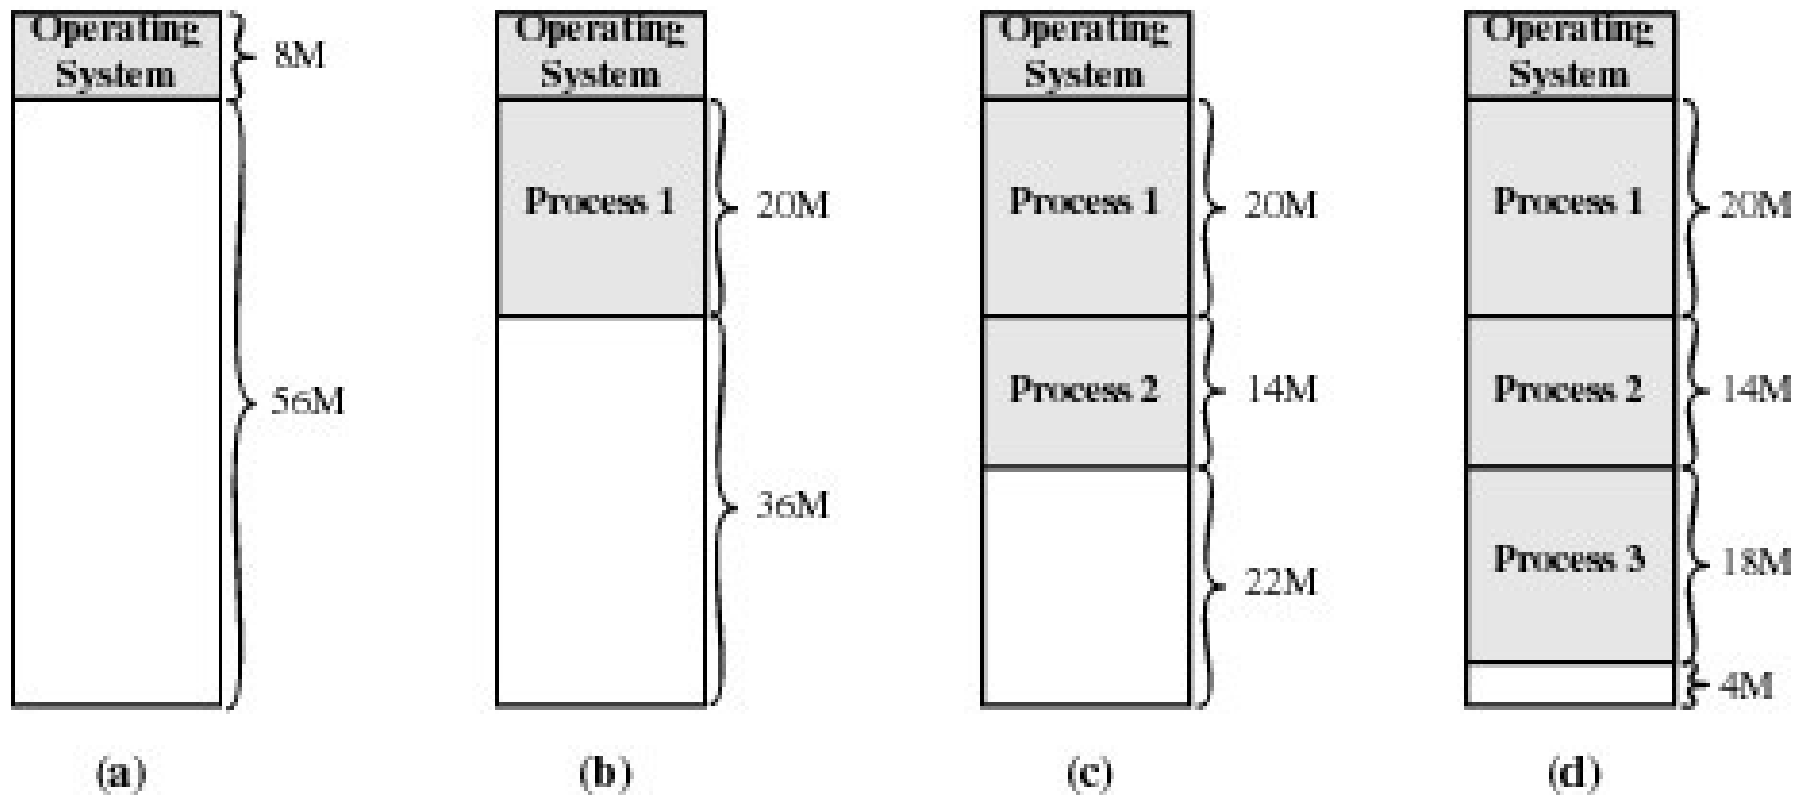 Operating
System
8M
56M
(a)
Operating
System
Process 1
20M
36M
(b)
Operating
System
Process 1
20M
Process 2
14M
22M
(c)
Operating
System
Process 1
20M
Process 2
14M
Process 3
18M
4M
(d)